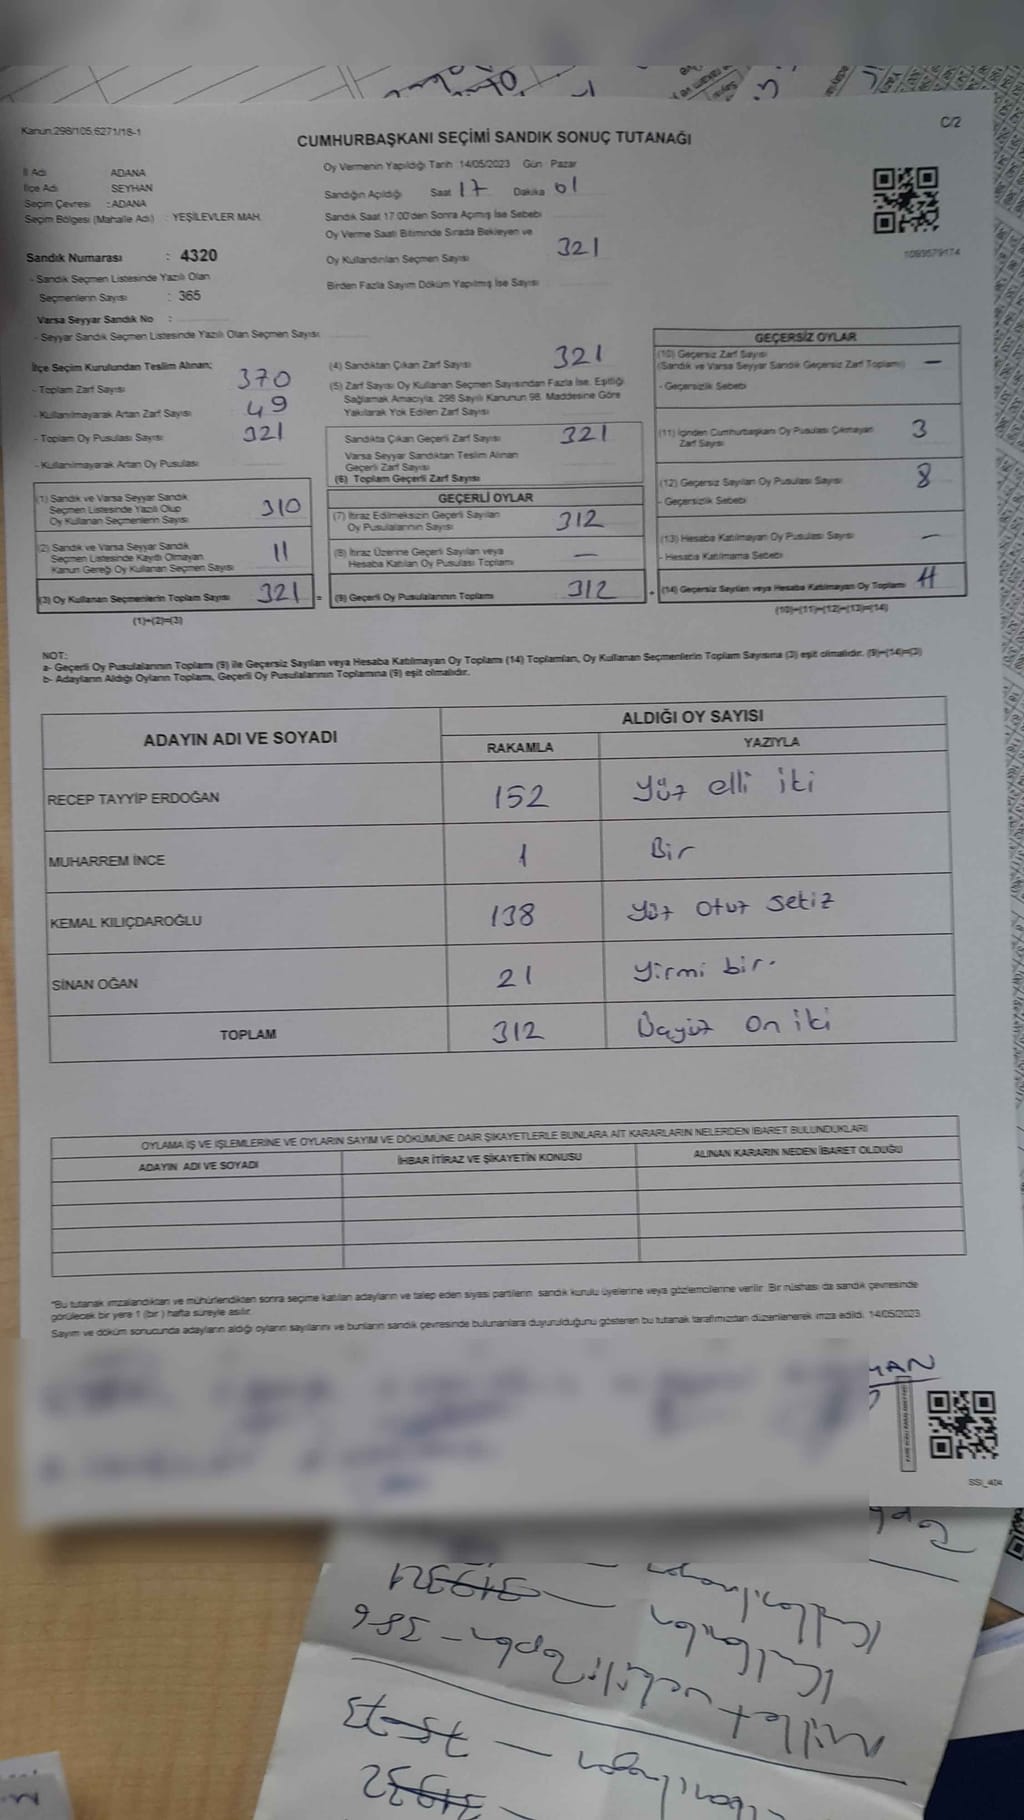 Kanun:298/105,6271/18-1
C/2
CUMHURBAŞKANI SEÇİMİ SANDIK SONUÇ TUTANAĞI
İl Adı ADANA
İlçe Adı SEYHAN
Seçim Çevresi : ADANA
Seçim Bölgesi (Mahalle Adı) : YEŞİLEVLER MAH.
Oy Vermenin Yapıldığı Tarih 14/05/2023 Gün Pazar
Sandığın Açıldığı Saat 17 Dakika 01
Sandık Saat 17:00'den Sonra Açılmış İse Sebebi
Oy Verme Saati Bitiminde Sırada Bekleyen ve
Oy Kullandırılan Seçmen Sayısı 321
Birden Fazla Sayım Döküm Yapılmış İse Sayısı
1093579174
Sandık Numarası : 4320
- Sandık Seçmen Listesinde Yazılı Olan
Seçmenlerin Sayısı : 365
Varsa Seyyar Sandık No :
- Seyyar Sandık Seçmen Listesinde Yazılı Olan Seçmen Sayısı:
İlçe Seçim Kurulundan Teslim Alınan;
- Toplam Zarf Sayısı 370
- Kullanılmayarak Artan Zarf Sayısı 49
- Toplam Oy Pusulası Sayısı 321
- Kullanılmayarak Artan Oy Pusulası
(1) Sandık ve Varsa Seyyar Sandık
Seçmen Listesinde Yazılı Olup
Oy Kullanan Seçmenlerin Sayısı 310
(2) Sandık ve Varsa Seyyar Sandık
Seçmen Listesinde Kayıtlı Olmayan
Kanun Gereği Oy Kullanan Seçmen Sayısı 11
(3) Oy Kullanan Seçmenlerin Toplam Sayısı 321 =
(1)+(2)=(3)
(4) Sandıktan Çıkan Zarf Sayısı 321
(5) Zarf Sayısı Oy Kullanan Seçmen Sayısından Fazla İse, Eşitliği
Sağlamak Amacıyla, 298 Sayılı Kanunun 98. Maddesine Göre
Yakılarak Yok Edilen Zarf Sayısı
Sandıkta Çıkan Geçerli Zarf Sayısı 321
Varsa Seyyar Sandıktan Teslim Alınan
Geçerli Zarf Sayısı
(6) Toplam Geçerli Zarf Sayısı
GEÇERLİ OYLAR
(7) İtiraz Edilmeksizin Geçerli Sayılan
Oy Pusulalarının Sayısı 312
(8) İtiraz Üzerine Geçerli Sayılan veya
Hesaba Katılan Oy Pusulası Toplamı —
(9) Geçerli Oy Pusulalarının Toplamı 312 +
GEÇERSİZ OYLAR
(10) Geçersiz Zarf Sayısı
(Sandık ve Varsa Seyyar Sandık Geçersiz Zarf Toplamı) —
- Geçersizlik Sebebi
(11) İçinden Cumhurbaşkanı Oy Pusulası Çıkmayan
Zarf Sayısı 3
(12) Geçersiz Sayılan Oy Pusulası Sayısı 8
- Geçersizlik Sebebi
(13) Hesaba Katılmayan Oy Pusulası Sayısı —
- Hesaba Katılmama Sebebi
(14) Geçersiz Sayılan veya Hesaba Katılmayan Oy Toplamı 11
(10)+(11)+(12)+(13)=(14)
NOT:
a- Geçerli Oy Pusulalarının Toplamı (9) ile Geçersiz Sayılan veya Hesaba Katılmayan Oy Toplamı (14) Toplamları, Oy Kullanan Seçmenlerin Toplam Sayısına (3) eşit olmalıdır. (9)+(14)=(3)
b- Adayların Aldığı Oyların Toplamı, Geçerli Oy Pusulalarının Toplamına (9) eşit olmalıdır.
ADAYIN ADI VE SOYADI ALDIĞI OY SAYISI
RAKAMLA YAZIYLA
RECEP TAYYİP ERDOĞAN 152 Yüz elli iki
MUHARREM İNCE 1 Bir
KEMAL KILIÇDAROĞLU 138 Yüz Otuz Sekiz
SİNAN OĞAN 21 Yirmi bir.
TOPLAM 312 Üçyüz On iki
OYLAMA İŞ VE İŞLEMLERİNE VE OYLARIN SAYIM VE DÖKÜMÜNE DAİR ŞİKAYETLERLE BUNLARA AİT KARARLARIN NELERDEN İBARET BULUNDUKLARI
ADAYIN ADI VE SOYADI İHBAR İTİRAZ VE ŞİKAYETİN KONUSU ALINAN KARARIN NEDEN İBARET OLDUĞU
*Bu tutanak imzalandıktan ve mühürlendikten sonra seçime katılan adayların ve talep eden siyasi partilerin sandık kurulu üyelerine veya gözlemcilerine verilir. Bir nüshası da sandık çevresinde
görülecek bir yere 1 (bir) hafta süreyle asılır.
Sayım ve döküm sonucunda adayların aldığı oyların sayılarını ve bunların sandık çevresinde bulunanlara duyurulduğunu gösteren bu tutanak tarafımızdan düzenlenerek imza edildi. 14/05/2023
MAN
Millet vekili Topla - 386